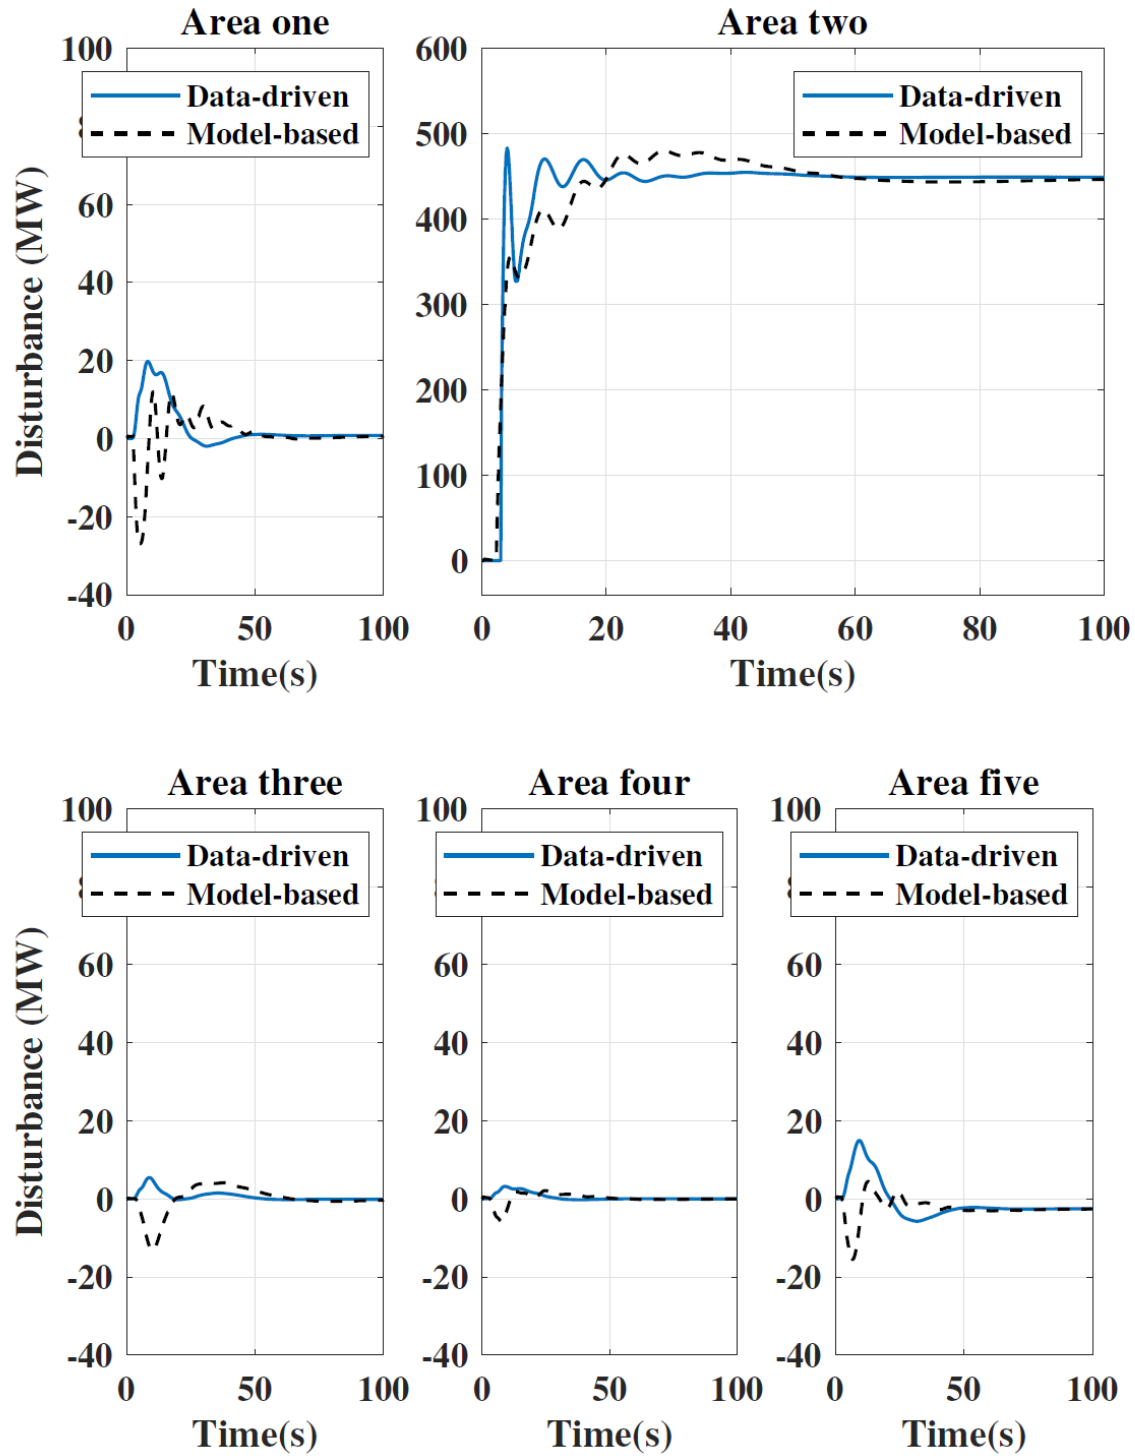 Area one
100
Data-driven
Model-based
60
40
20
0
-20
-40
0 50 100
Time(s)
Disturbance (MW)
Area two
600
Data-driven
Model-based
500
400
300
200
100
0
0 20 40 60 80 100
Time(s)
Area three
100
Data-driven
Model-based
60
40
20
0
-20
-40
0 50 100
Time(s)
Disturbance (MW)
Area four
100
Data-driven
Model-based
60
40
20
0
-20
-40
0 50 100
Time(s)
Area five
100
Data-driven
Model-based
60
40
20
0
-20
-40
0 50 100
Time(s)